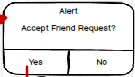 Alert
Accept Friend Request?
Yes
No